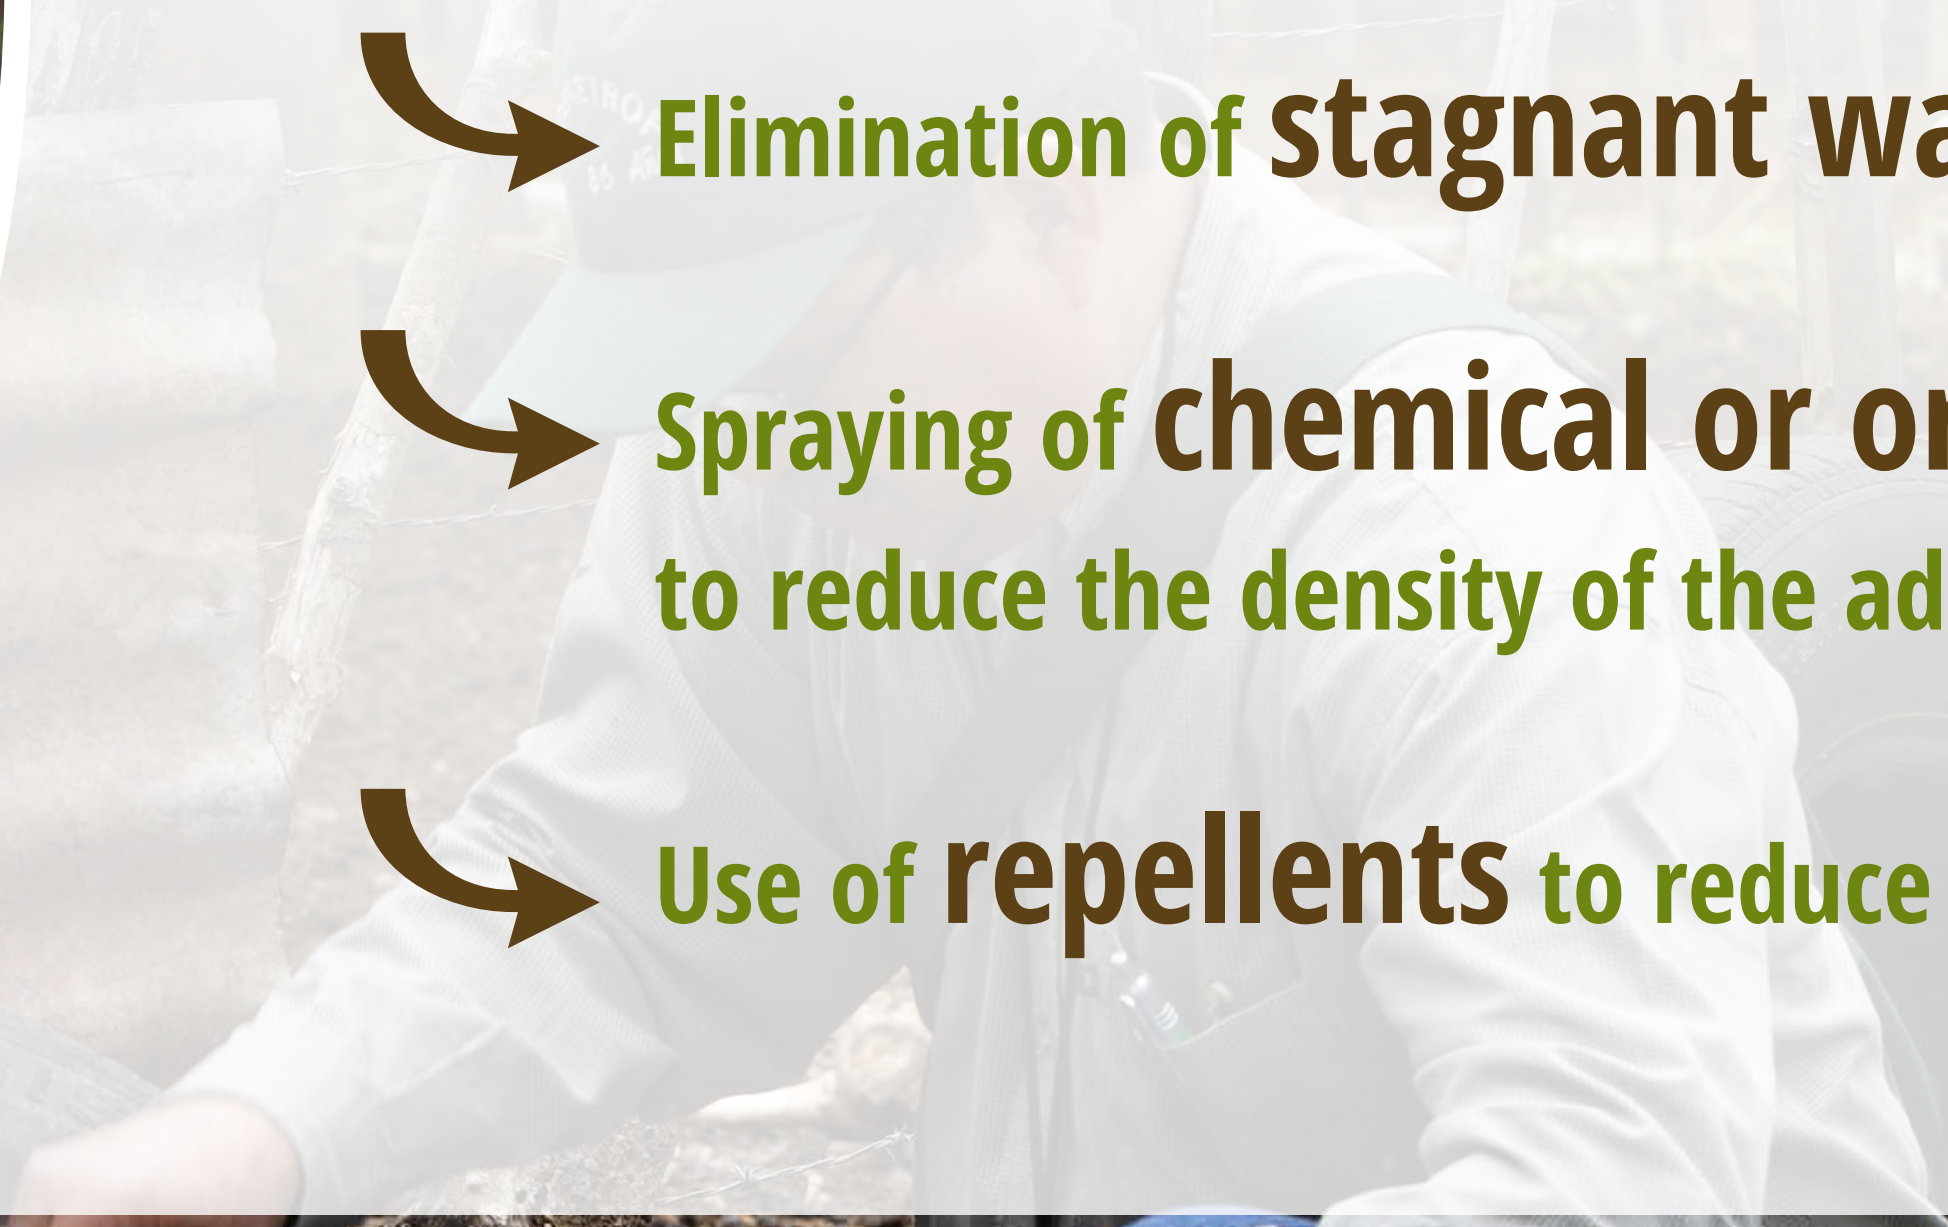 Elimination of stagnant
Spraying of chemical or
to reduce the density of the
Use of repellents to reduce